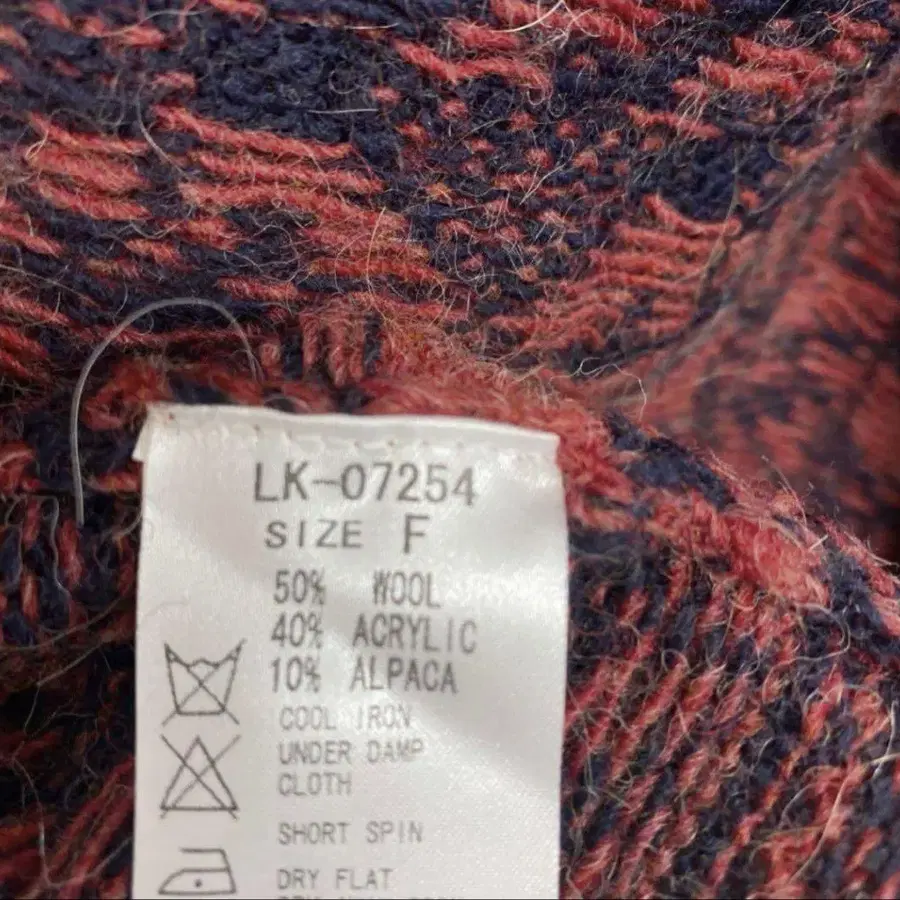 LK-07254
SIZE F
50% WOOL
40% ACRYLIC
10% ALPACA
COOL IRON
UNDER DAMP
CLOTH
SHORT SPIN
DRY FLAT